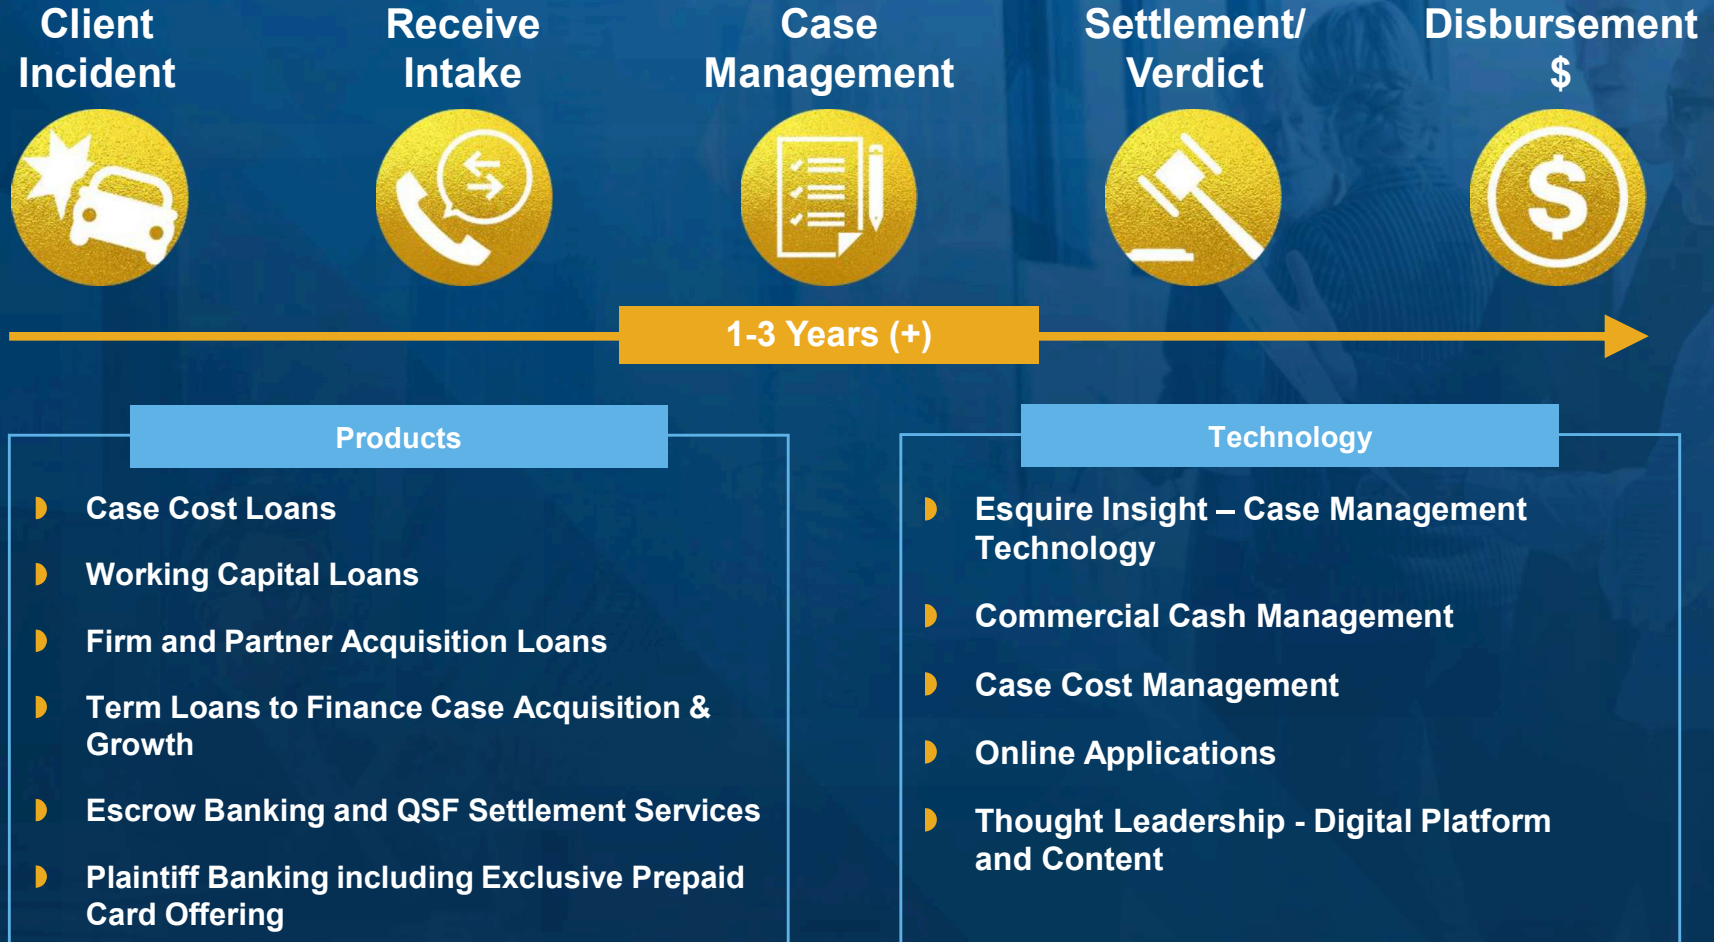 Client
Incident
Receive
Intake
Case
Management
Settlement/
Verdict
Disbursement
$
$
1-3 Years (+)
Products
Case Cost Loans
Working Capital Loans
Firm and Partner Acquisition Loans
Term Loans to Finance Case Acquisition &
Growth
Escrow Banking and QSF Settlement Services
Plaintiff Banking including Exclusive Prepaid
Card Offering
Technology
Esquire Insight – Case Management
Technology
Commercial Cash Management
Case Cost Management
Online Applications
Thought Leadership - Digital Platform
and Content